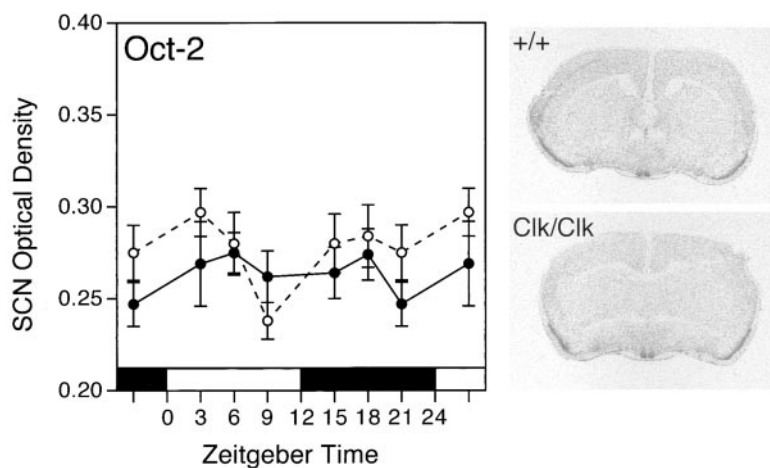 Oct-2
0.40
0.35
0.30
0.25
0.20
SCN Optical Density
0 3 6 9 12 15 18 21 24
Zeitgeber Time
+/+
Clk/Clk